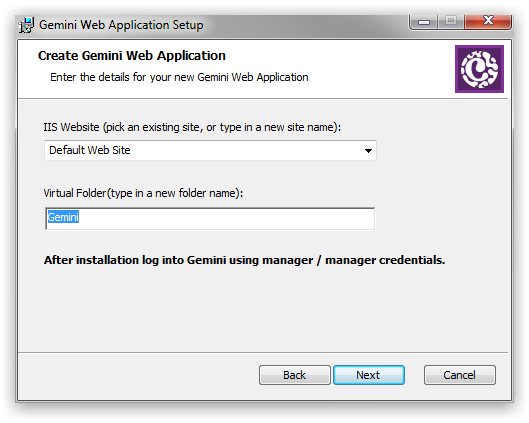 Gemini Web Application Setup
Create Gemini Web Application
Enter the details for your new Gemini Web Application
IIS Website (pick an existing site, or type in a new site name):
Default Web Site
Virtual Folder(type in a new folder name):
Gemini
After installation log into Gemini using manager / manager credentials.
Back Next Cancel